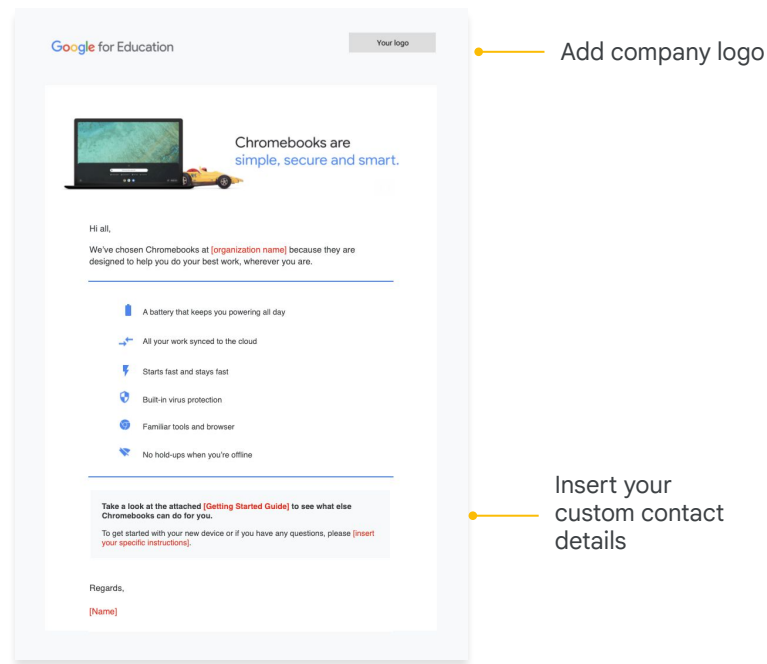 Google for Education
Your logo
Add company logo
Chromebooks are
simple, secure and smart.
Hi all,
We've chosen Chromebooks at [organization name] because they are
designed to help you do your best work, wherever you are.
A battery that keeps you powering all day
All your work synced to the cloud
Starts fast and stays fast
Built-in virus protection
Familiar tools and browser
No hold-ups when you're offline
Take a look at the attached [Getting Started Guide] to see what else
Chromebooks can do for you.
To get started with your new device or if you have any questions, please [insert
your specific instructions].
Insert your
custom contact
details
Regards,
[Name]